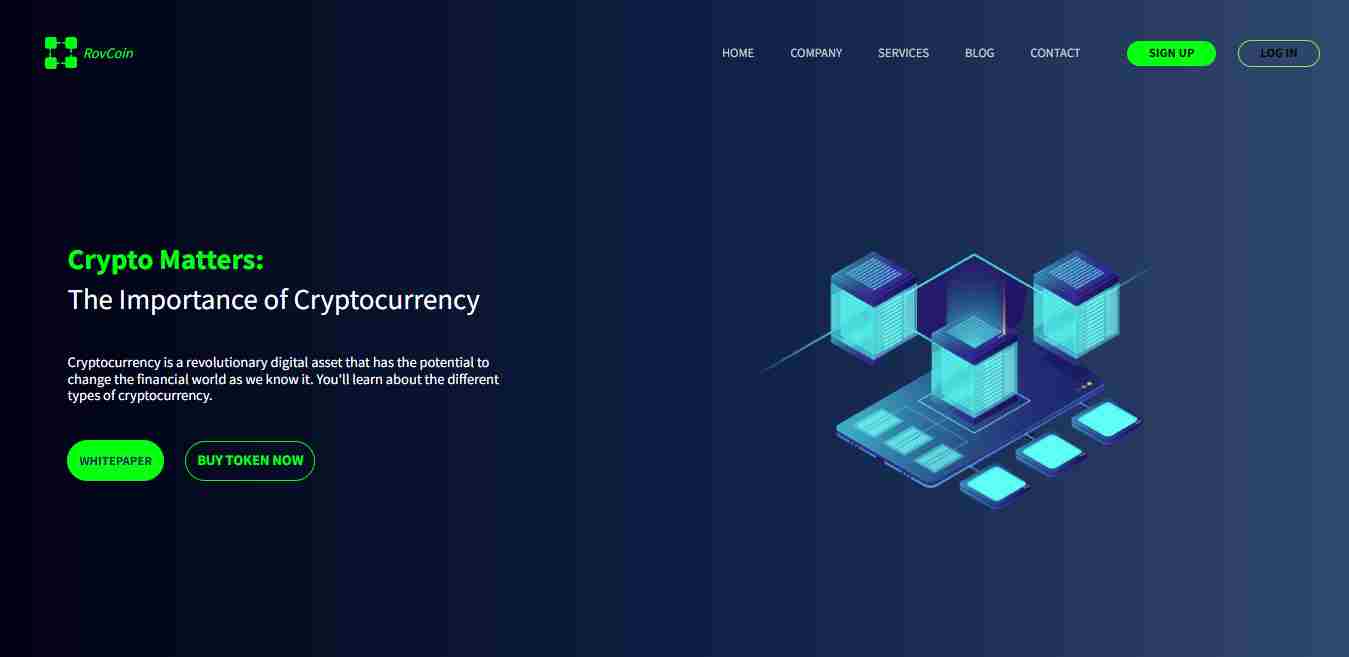 RovCoin
HOME
COMPANY
SERVICES
BLOG
CONTACT
SIGN UP
LOG IN
Crypto Matters:
The Importance of Cryptocurrency
Cryptocurrency is a revolutionary digital asset that has the potential to
change the financial world as we know it. You'll learn about the different
types of cryptocurrency.
WHITEPAPER
BUY TOKEN NOW